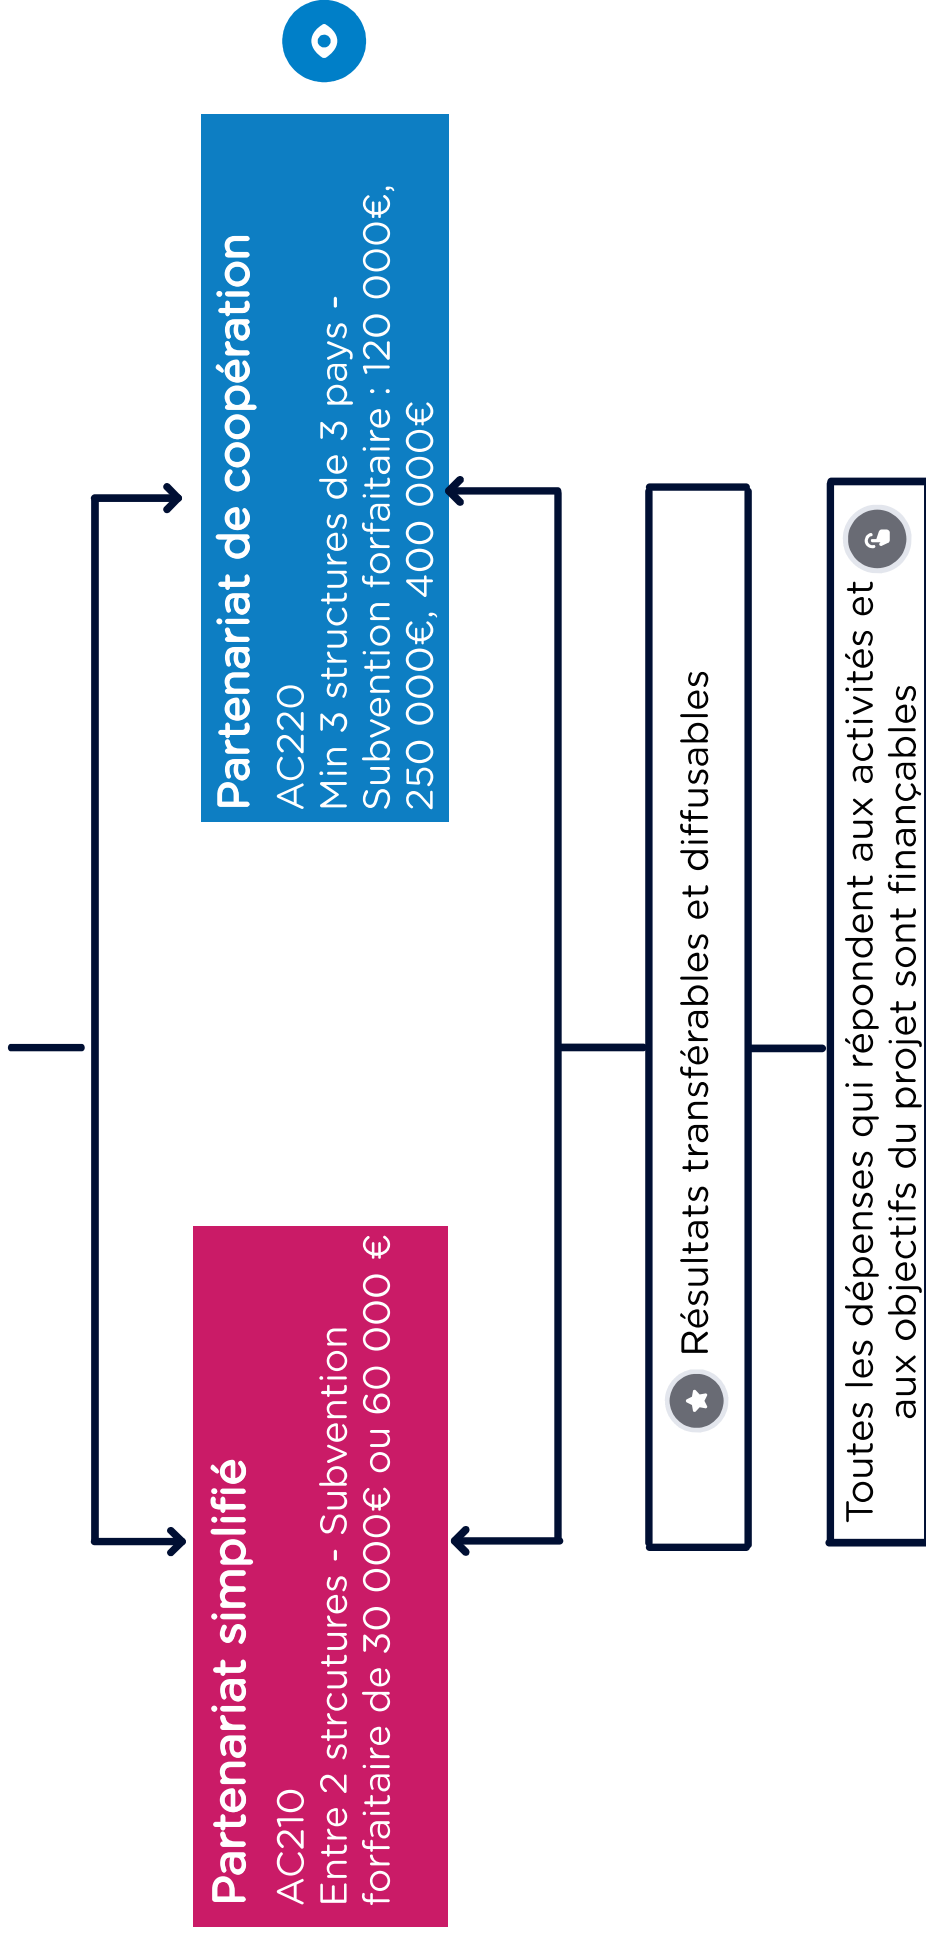 Partenariat simplifié
AC210
Entre 2 strcutures - Subvention
forfaitaire de 30 000€ ou 60 000 €
Partenariat de coopération
AC220
Min 3 structures de 3 pays -
Subvention forfaitaire : 120 000€,
250 000€, 400 000€
Résultats transférables et diffusables
Toutes les dépenses qui répondent aux activités et
aux objectifs du projet sont finançables